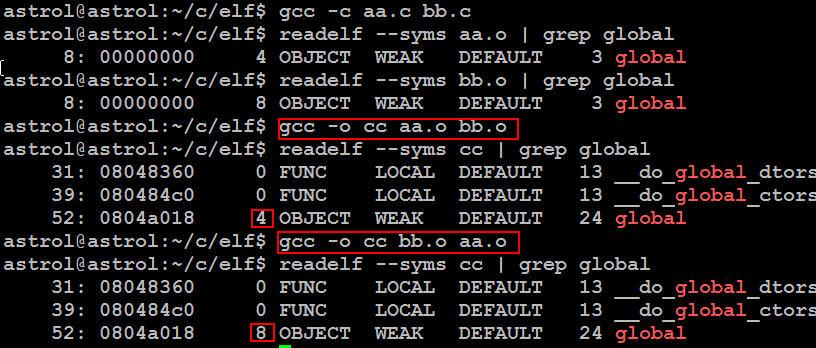 astrol@astrol:~/c/elf$ gcc -c aa.c bb.c
astrol@astrol:~/c/elf$ readelf --syms aa.o | grep global
8: 00000000 4 OBJECT WEAK DEFAULT 3 global
astrol@astrol:~/c/elf$ readelf --syms bb.o | grep global
8: 00000000 8 OBJECT WEAK DEFAULT 3 global
astrol@astrol:~/c/elf$ gcc -o cc aa.o bb.o
astrol@astrol:~/c/elf$ readelf --syms cc | grep global
31: 08048360 0 FUNC LOCAL DEFAULT 13 __do_global_dtors
39: 080484c0 0 FUNC LOCAL DEFAULT 13 __do_global_ctors
52: 0804a018 4 OBJECT WEAK DEFAULT 24 global
astrol@astrol:~/c/elf$ gcc -o cc bb.o aa.o
astrol@astrol:~/c/elf$ readelf --syms cc | grep global
31: 08048360 0 FUNC LOCAL DEFAULT 13 __do_global_dtors
39: 080484c0 0 FUNC LOCAL DEFAULT 13 __do_global_ctors
52: 0804a018 8 OBJECT WEAK DEFAULT 24 global